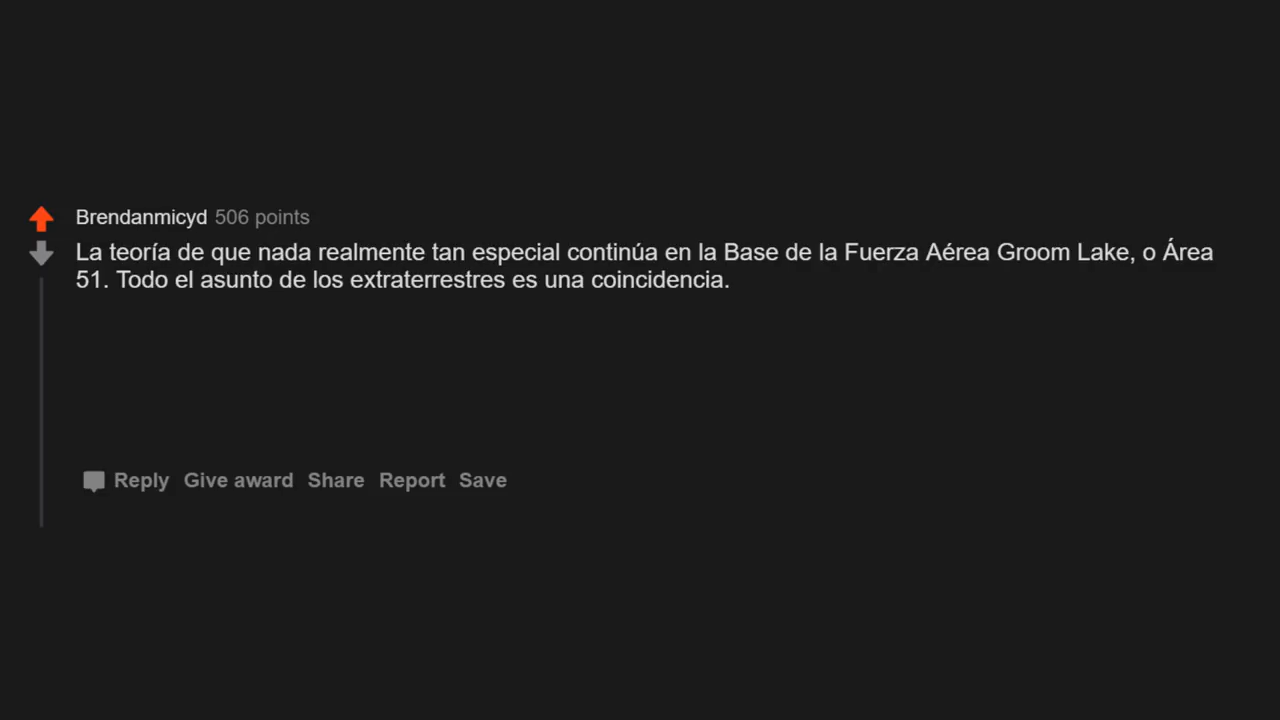 Brendanmicyd 506 points
La teoría de que nada realmente tan especial continúa en la Base de la Fuerza Aérea Groom Lake, o Área
51. Todo el asunto de los extraterrestres es una coincidencia.
Reply Give award Share Report Save